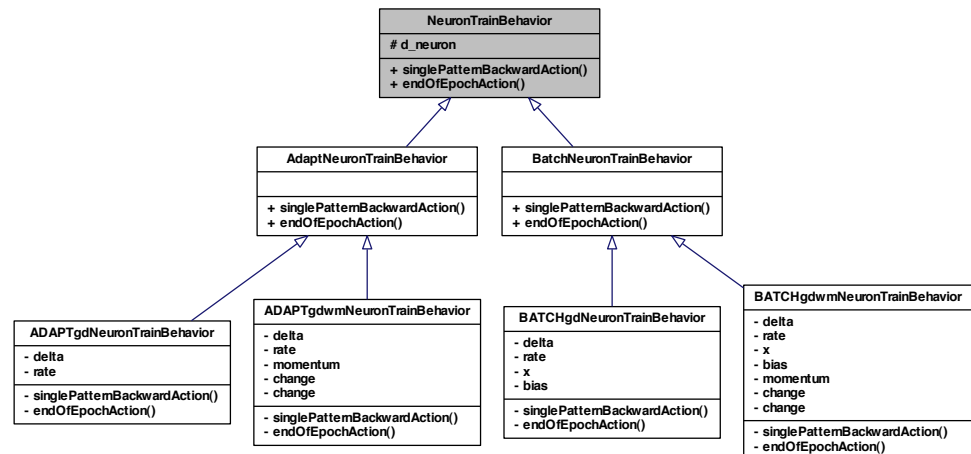 NeuronTrainBehavior
# d_neuron
+ singlePatternBackwardAction()
+ endOfEpochAction()
AdaptNeuronTrainBehavior
+ singlePatternBackwardAction()
+ endOfEpochAction()
BatchNeuronTrainBehavior
+ singlePatternBackwardAction()
+ endOfEpochAction()
ADAPTgdNeuronTrainBehavior
- delta
- rate
- singlePatternBackwardAction()
- endOfEpochAction()
ADAPTgdwmNeuronTrainBehavior
- delta
- rate
- momentum
- change
- change
- singlePatternBackwardAction()
- endOfEpochAction()
BATCHgdNeuronTrainBehavior
- delta
- rate
- x
- bias
- singlePatternBackwardAction()
- endOfEpochAction()
BATCHgdwmNeuronTrainBehavior
- delta
- rate
- x
- bias
- momentum
- change
- change
- singlePatternBackwardAction()
- endOfEpochAction()